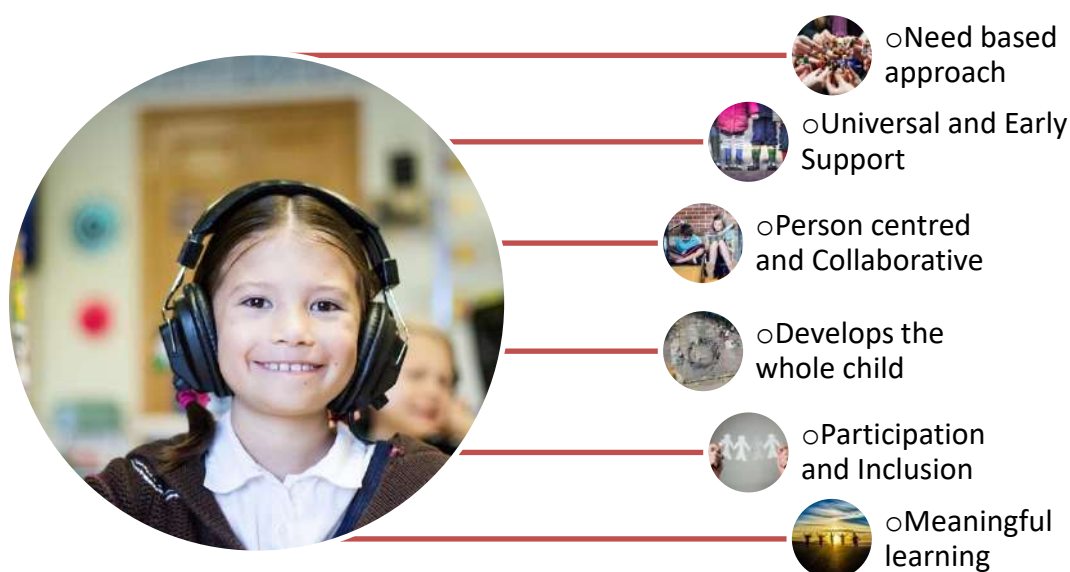 oNeed based
approach
oUniversal and Early
Support
oPerson centred
and Collaborative
oDevelops the
whole child
oParticipation
and Inclusion
oMeaningful
learning